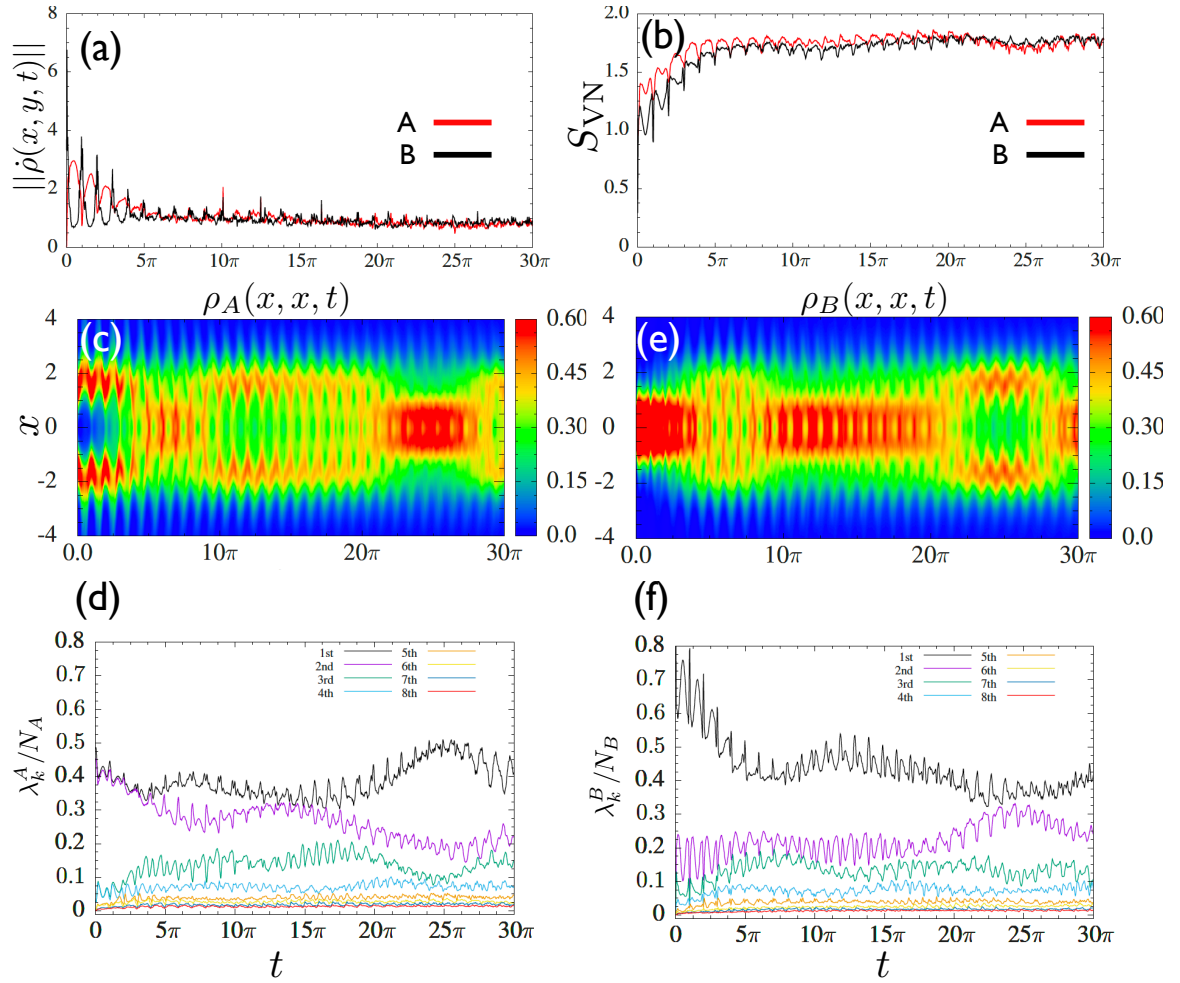 (a)
||ρ̇(x, y, t)||
8
6
4
2
0
A
B
0 5π 10π 15π 20π 25π 30π
(b)
S_VN
2.0
1.5
1.0
0.5
0.0
A
B
0 5π 10π 15π 20π 25π 30π
ρ_A(x, x, t)
(c)
x
4
2
0
-2
-4
0.0 10π 20π 30π
0.60
0.45
0.30
0.15
0.0
ρ_B(x, x, t)
(e)
4
2
0
-2
-4
0.0 10π 20π 30π
0.60
0.45
0.30
0.15
0.0
(d)
λ_k^A/N_A
0.8
0.7
0.6
0.5
0.4
0.3
0.2
0.1
0
1st 5th
2nd 6th
3rd 7th
4th 8th
0 5π 10π 15π 20π 25π 30π
t
(f)
λ_k^B/N_B
0.8
0.7
0.6
0.5
0.4
0.3
0.2
0.1
0
1st 5th
2nd 6th
3rd 7th
4th 8th
0 5π 10π 15π 20π 25π 30π
t